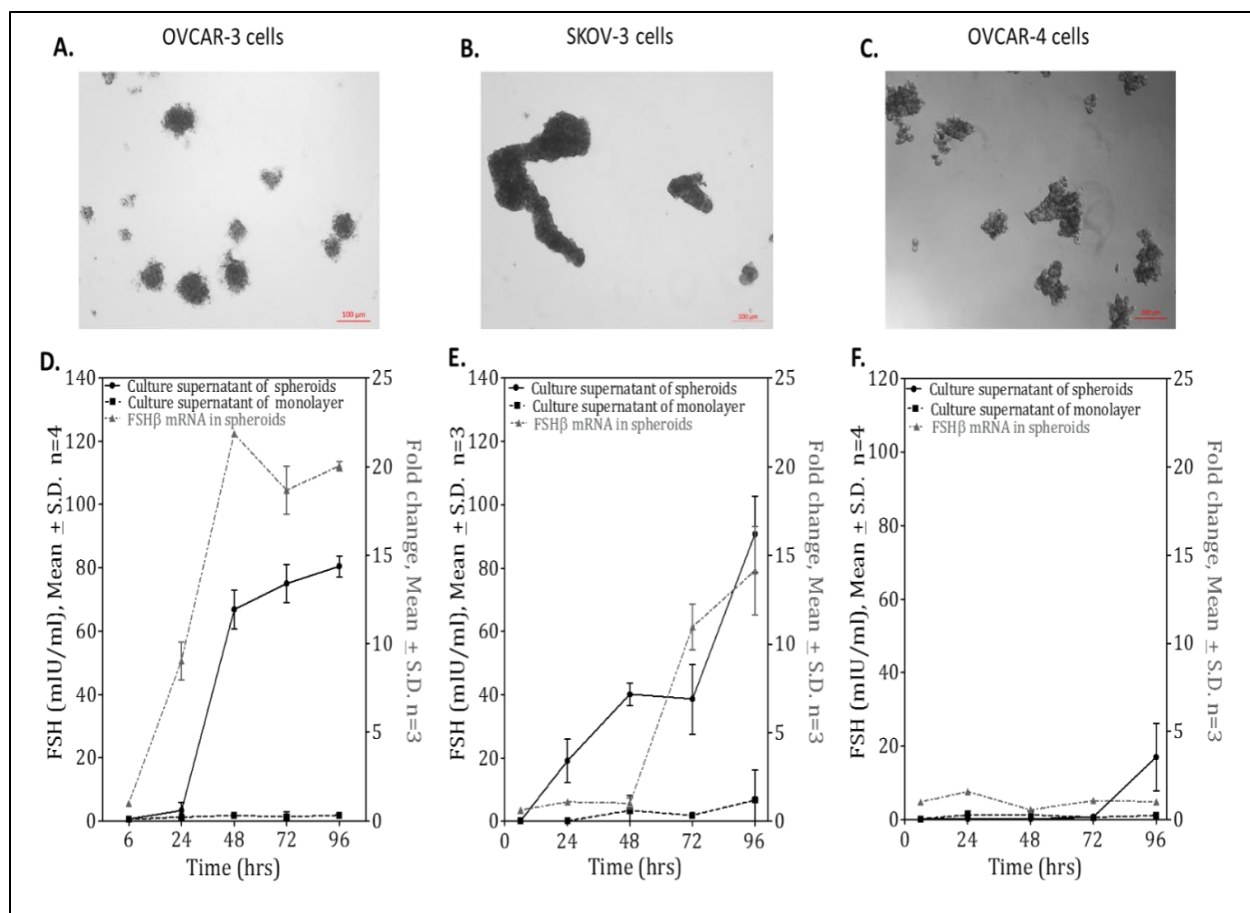 A. OVCAR-3 cells
B. SKOV-3 cells
C. OVCAR-4 cells
100 μm
100 μm
D.
FSH (mIU/ml), Mean ± S.D. n=4
140
120
100
80
60
40
20
0
Culture supernatant of spheroids
Culture supernatant of monolayer
FSHβ mRNA in spheroids
25
20
15
10
5
0
Fold change, Mean ± S.D. n=3
6 24 48 72 96
Time (hrs)
E.
FSH (mIU/ml), Mean ± S.D. n=3
140
120
100
80
60
40
20
0
Culture supernatant of spheroids
Culture supernatant of monolayer
FSHβ mRNA in spheroids
25
20
15
10
5
0
Fold change, Mean ± S.D. n=3
0 24 48 72 96
Time (hrs)
F.
FSH (mIU/ml), Mean ± S.D. n=4
120
100
80
60
40
20
0
Culture supernatant of spheroids
Culture supernatant of monolayer
FSHβ mRNA in spheroids
25
20
15
10
5
0
Fold change, Mean ± S.D. n=3
0 24 48 72 96
Time (hrs)